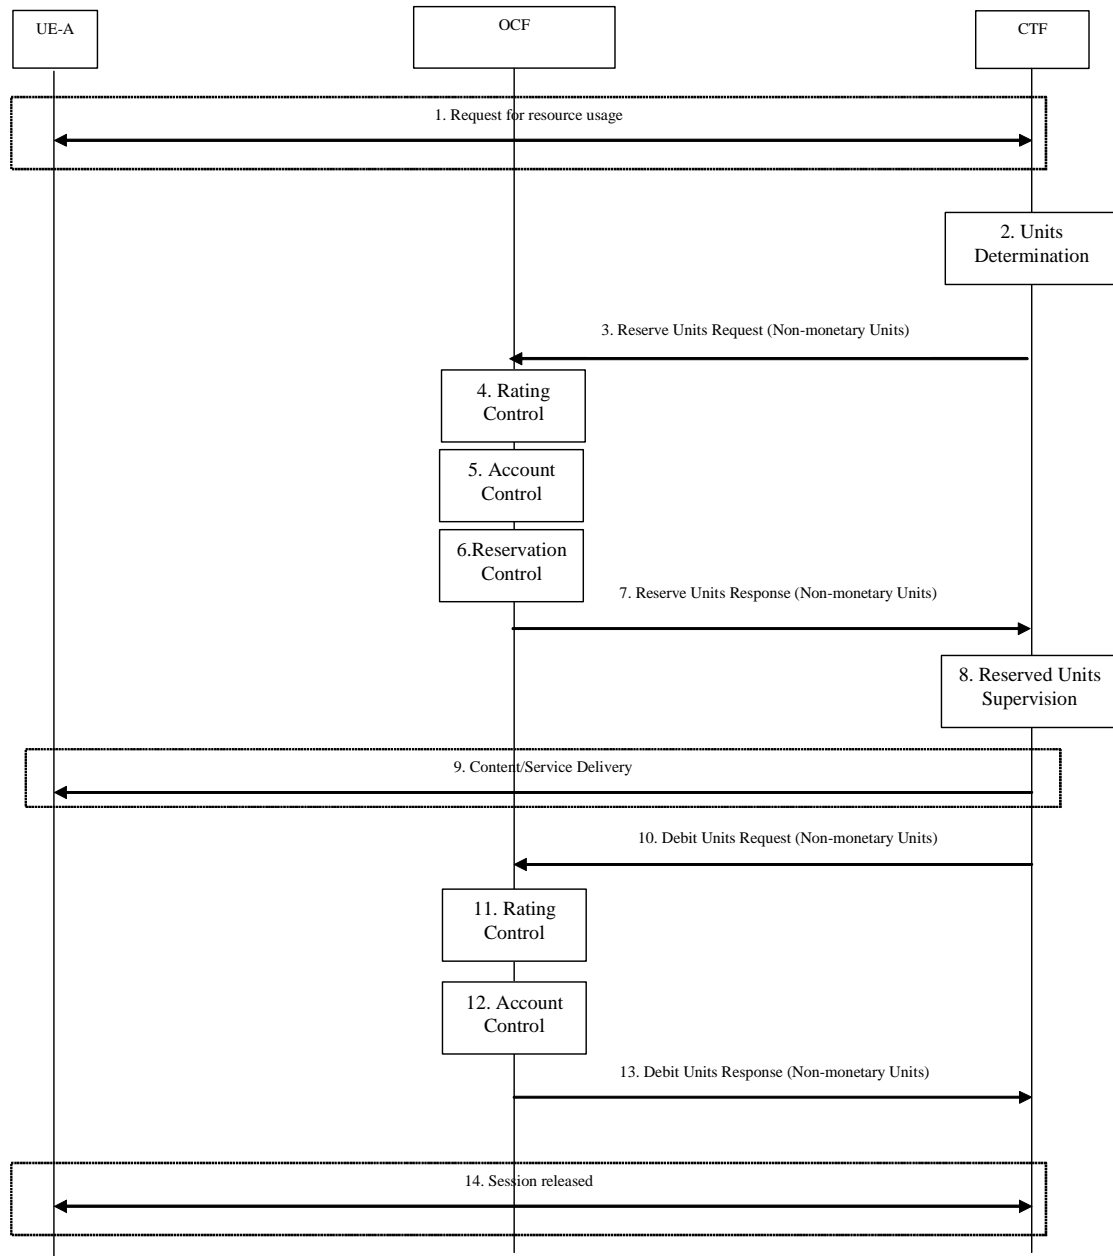 UE-A
OCF
CTF
1. Request for resource usage
2. Units
Determination
3. Reserve Units Request (Non-monetary Units)
4. Rating
Control
5. Account
Control
6.Reservation
Control
7. Reserve Units Response (Non-monetary Units)
8. Reserved Units
Supervision
9. Content/Service Delivery
10. Debit Units Request (Non-monetary Units)
11. Rating
Control
12. Account
Control
13. Debit Units Response (Non-monetary Units)
14. Session released